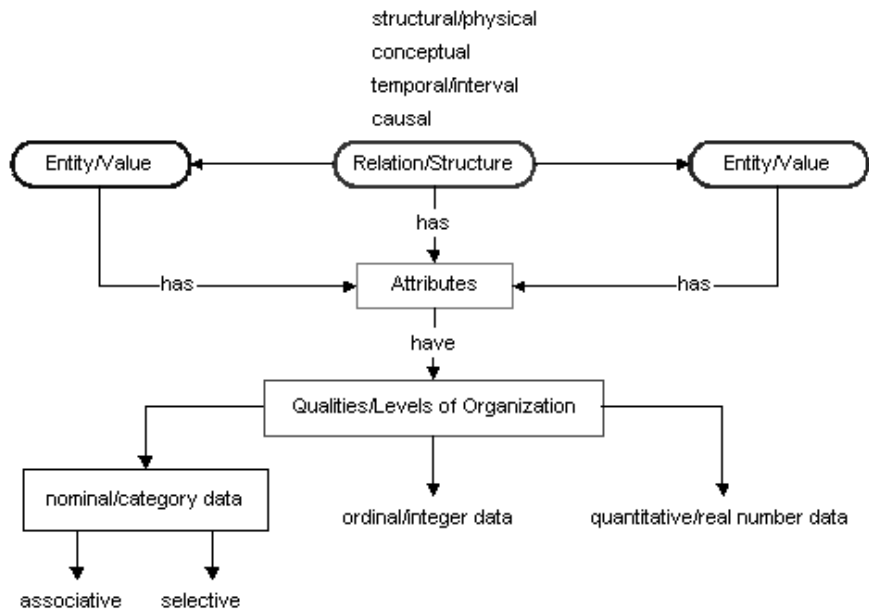 structural/physical
conceptual
temporal/interval
causal
Entity/Value
Relation/Structure
Entity/Value
has
has
Attributes
has
have
Qualities/Levels of Organization
nominal/category data
ordinal/integer data
quantitative/real number data
associative
selective